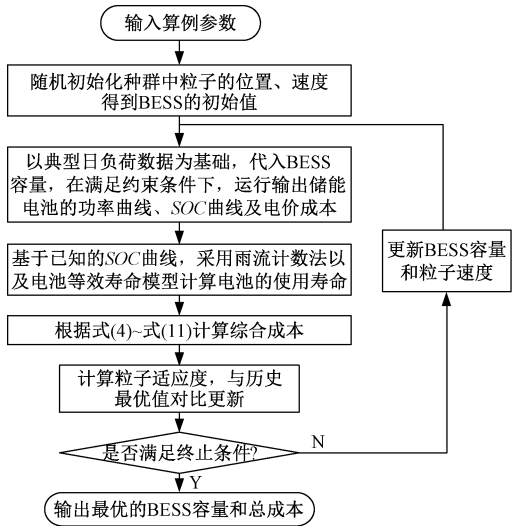 输入算例参数
随机初始化种群中粒子的位置、速度
得到BESS的初始值
以典型日负荷数据为基础，代入BESS
容量，在满足约束条件下，运行输出储能
电池的功率曲线、SOC曲线及电价成本
基于已知的SOC曲线，采用雨流计数法以
及电池等效寿命模型计算电池的使用寿命
更新BESS容量
和粒子速度
根据式(4)~式(11)计算综合成本
计算粒子适应度，与历史
最优值对比更新
是否满足终止条件?
N
Y
输出最优的BESS容量和总成本